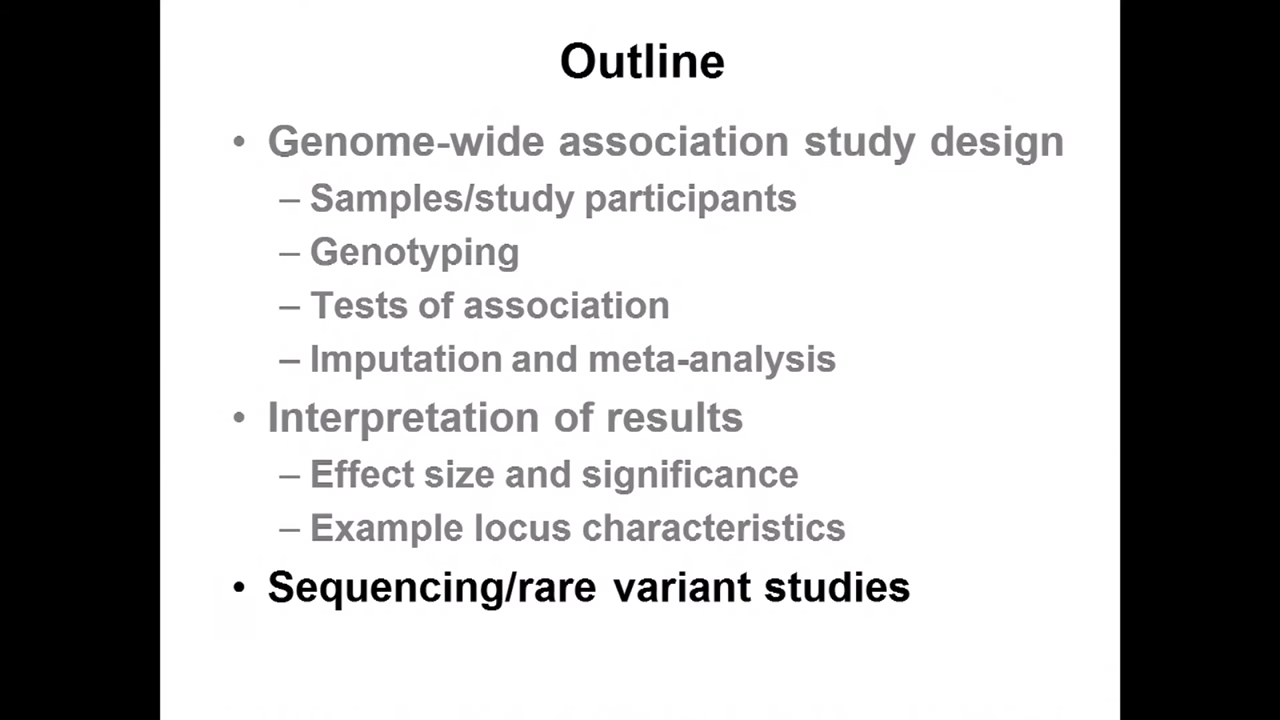 Outline
• Genome-wide association study design
– Samples/study participants
– Genotyping
– Tests of association
– Imputation and meta-analysis
• Interpretation of results
– Effect size and significance
– Example locus characteristics
• Sequencing/rare variant studies